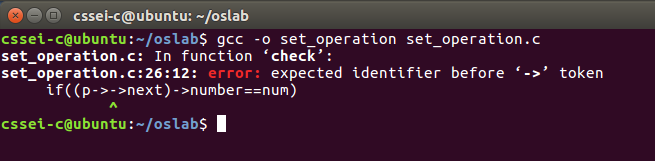 cssei-c@ubuntu: ~/oslab
cssei-c@ubuntu:~/oslab$ gcc -o set_operation set_operation.c
set_operation.c: In function ‘check’:
set_operation.c:26:12: error: expected identifier before ‘->’ token
     if((p->->next)->number==num)
            ^
cssei-c@ubuntu:~/oslab$